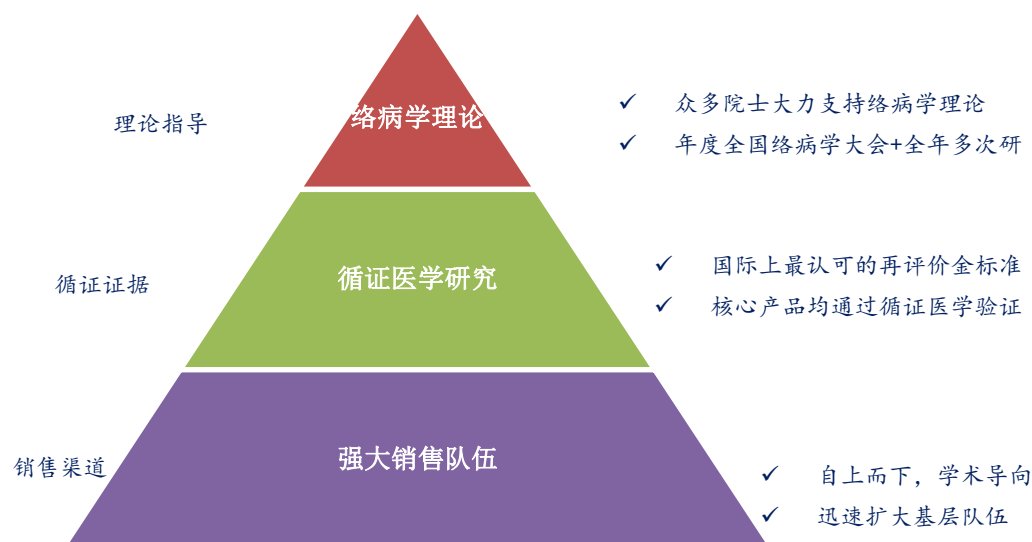 络病学理论
理论指导
众多院士大力支持络病学理论
年度全国络病学大会+全年多次研
循证医学研究
循证证据
国际上最认可的再评价金标准
核心产品均通过循证医学验证
强大销售队伍
销售渠道
自上而下，学术导向
迅速扩大基层队伍